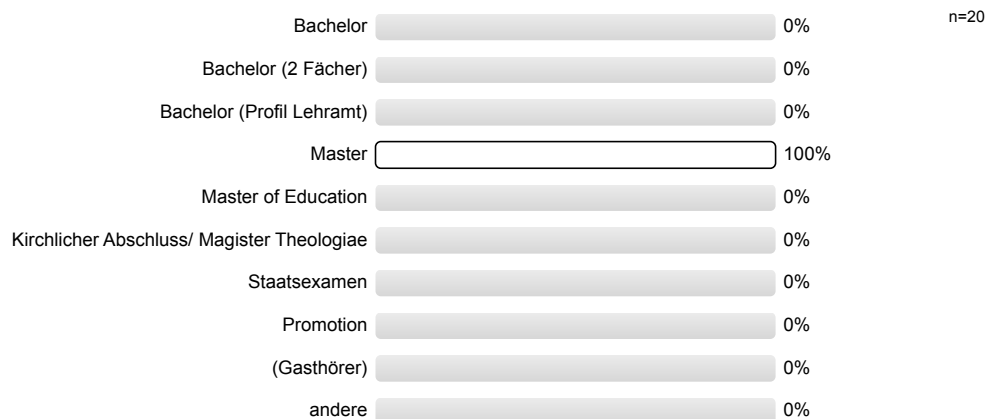 n=20
Bachelor 0%
Bachelor (2 Fächer) 0%
Bachelor (Profil Lehramt) 0%
Master 100%
Master of Education 0%
Kirchlicher Abschluss/ Magister Theologiae 0%
Staatsexamen 0%
Promotion 0%
(Gasthörer) 0%
andere 0%